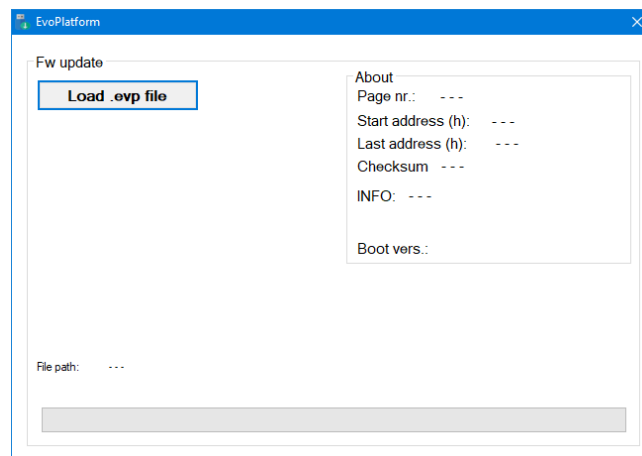 EvoPlatform
Fw update
Load .evp file
About
Page nr.: ---
Start address (h): ---
Last address (h): ---
Checksum ---
INFO: ---
Boot vers.:
File path: ---